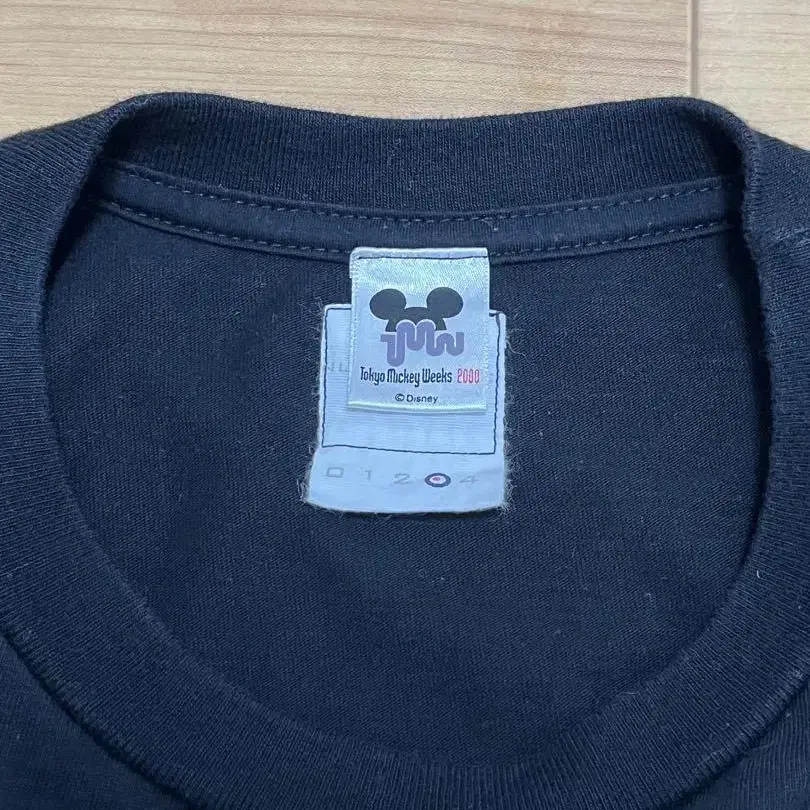 TMW
Tokyo Mickey Weeks 2000
© Disney
0 1 2 4